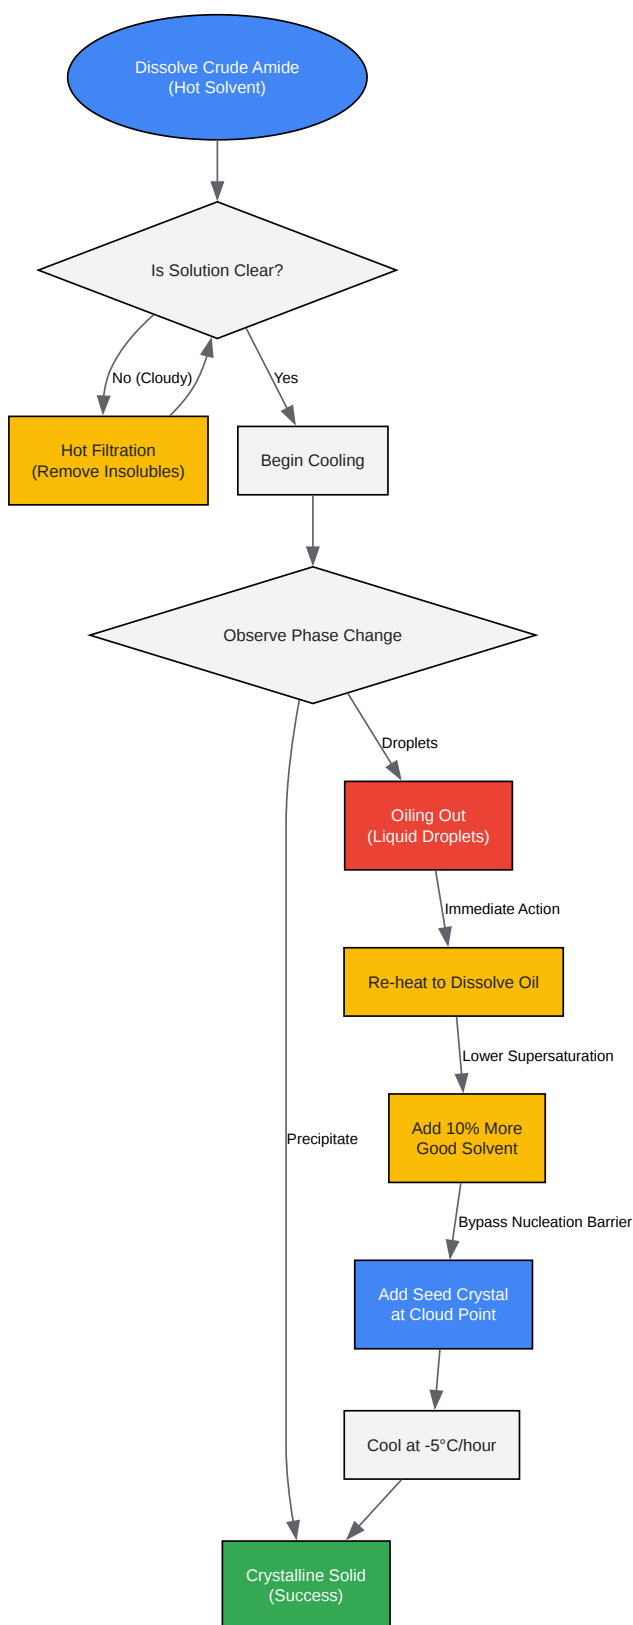 Dissolve Crude Amide
(Hot Solvent)
Is Solution Clear?
No (Cloudy)
Yes
Hot Filtration
(Remove Insolubles)
Begin Cooling
Observe Phase Change
Droplets
Oiling Out
(Liquid Droplets)
Immediate Action
Re-heat to Dissolve Oil
Lower Supersaturation
Add 10% More
Good Solvent
Precipitate
Bypass Nucleation Barrier
Add Seed Crystal
at Cloud Point
Cool at -5°C/hour
Crystalline Solid
(Success)